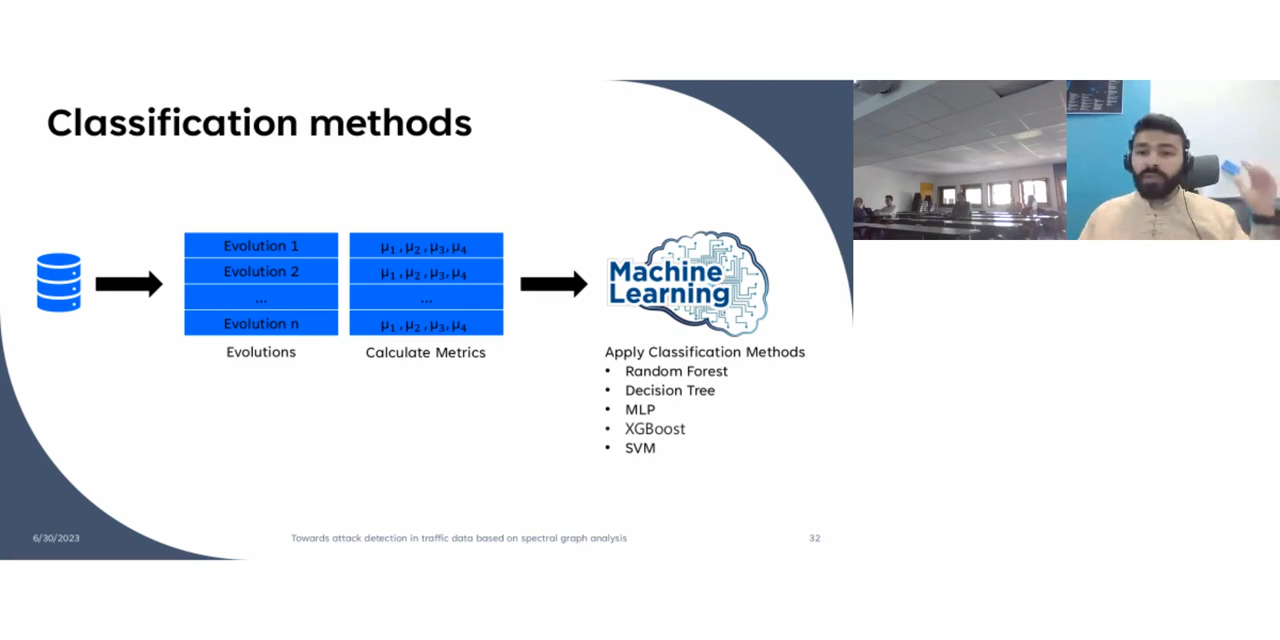 Classification methods
Evolution 1
Evolution 2
...
Evolution n
Evolutions
μ₁ , μ₂ , μ₃, μ₄
μ₁ , μ₂ , μ₃, μ₄
...
μ₁ , μ₂ , μ₃, μ₄
Calculate Metrics
Machine
Learning
Apply Classification Methods
• Random Forest
• Decision Tree
• MLP
• XGBoost
• SVM
6/30/2023
Towards attack detection in traffic data based on spectral graph analysis
32